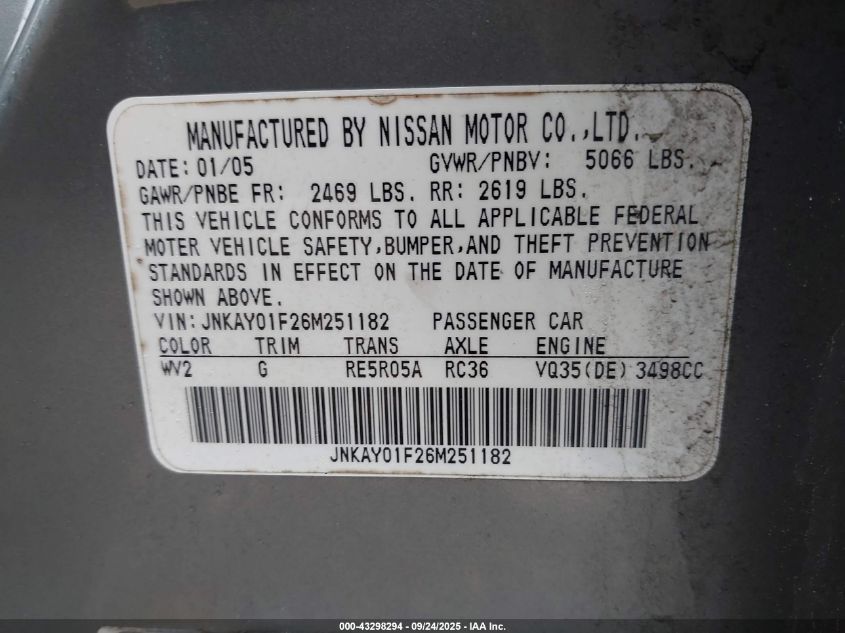 MANUFACTURED BY NISSAN MOTOR CO.,LTD.
DATE: 01/05 GVWR/PNBV: 5066 LBS.
GAWR/PNBE FR: 2469 LBS. RR: 2619 LBS.
THIS VEHICLE CONFORMS TO ALL APPLICABLE FEDERAL
MOTER VEHICLE SAFETY,BUMPER,AND THEFT PREVENTION
STANDARDS IN EFFECT ON THE DATE OF MANUFACTURE
SHOWN ABOVE.
VIN: JNKAY01F26M251182 PASSENGER CAR
COLOR TRIM TRANS AXLE ENGINE
WV2 G RE5R05A RC36 VQ35(DE) 3498CC
JNKAY01F26M251182
000-43298294 - 09/24/2025 - IAA Inc.